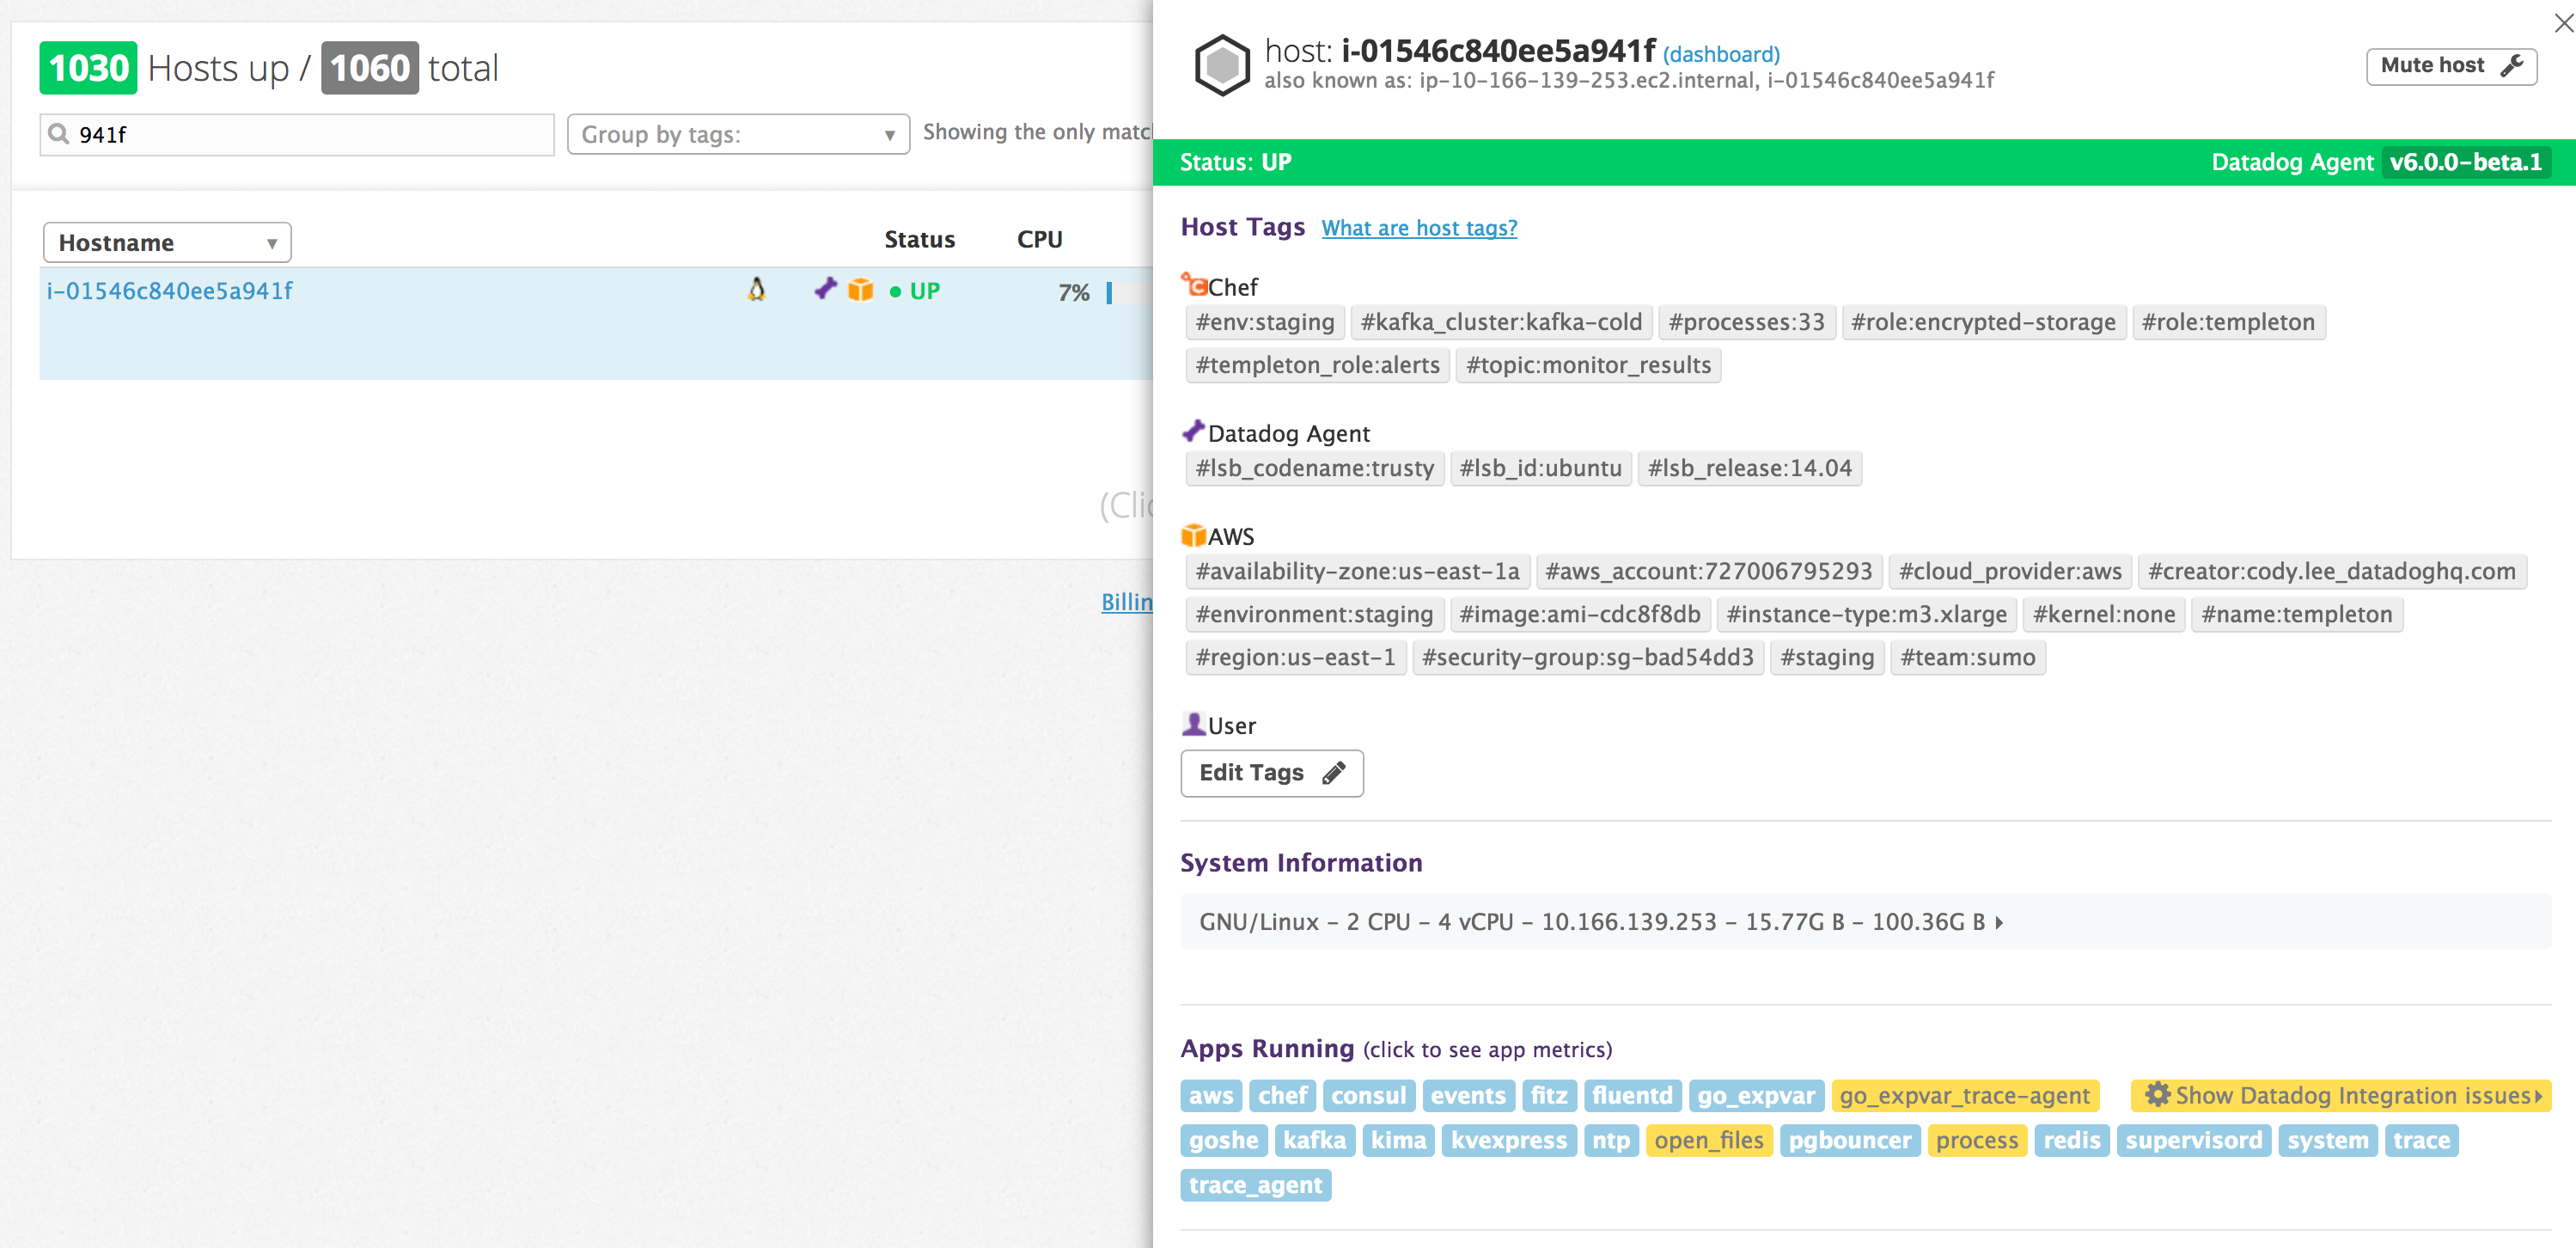 1030 Hosts up / 1060 total
941f
Group by tags:
Showing the only
Hostname
Status
CPU
i-01546c840ee5a941f
UP
7%
host: i-01546c840ee5a941f (dashboard)
also known as: ip-10-166-139-253.ec2.internal, i-01546c840ee5a941f
Mute host
Status: UP
Datadog Agent v6.0.0-beta.1
Host Tags What are host tags?
Chef
#env:staging #kafka_cluster:kafka-cold #processes:33 #role:encrypted-storage #role:templeton
#templeton_role:alerts #topic:monitor_results
Datadog Agent
#lsb_codename:trusty #lsb_id:ubuntu #lsb_release:14.04
AWS
#availability-zone:us-east-1a #aws_account:727006795293 #cloud_provider:aws #creator:cody.lee_datadoghq.com
#environment:staging #image:ami-cdc8f8db #instance-type:m3.xlarge #kernel:none #name:templeton
#region:us-east-1 #security-group:sg-bad54dd3 #staging #team:sumo
User
Edit Tags
System Information
GNU/Linux - 2 CPU - 4 vCPU - 10.166.139.253 - 15.77G B - 100.36G B
Apps Running (click to see app metrics)
aws chef consul events fitz fluentd go_expvar go_expvar_trace-agent
Show Datadog Integration issues
goshe kafka kima kvexpress ntp open_files pgbouncer process redis supervisord system trace
trace_agent